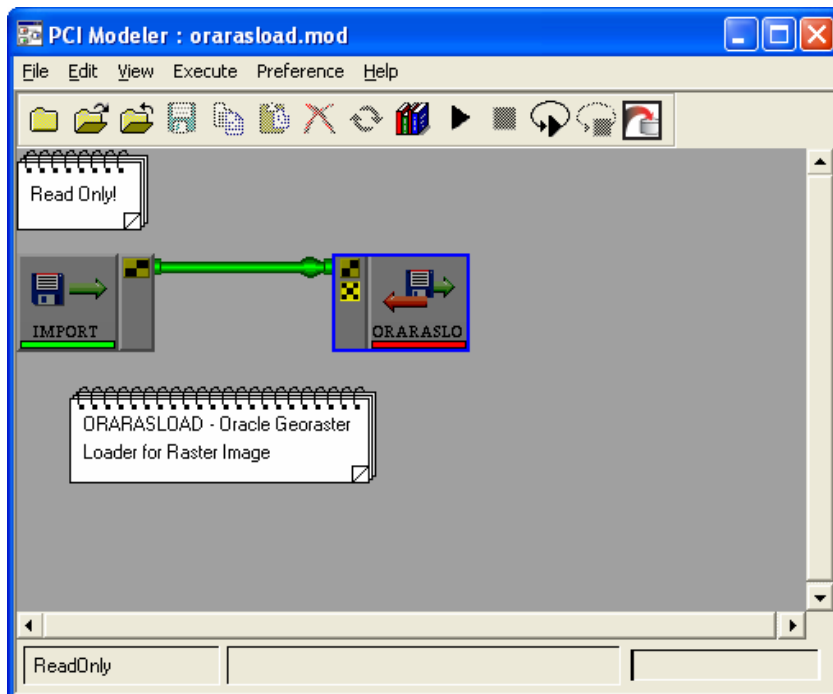 PCI Modeler : orarasload.mod
File Edit View Execute Preference Help
Read Only!
IMPORT
ORARASLO
ORARASLOAD - Oracle Georaster
Loader for Raster Image
ReadOnly